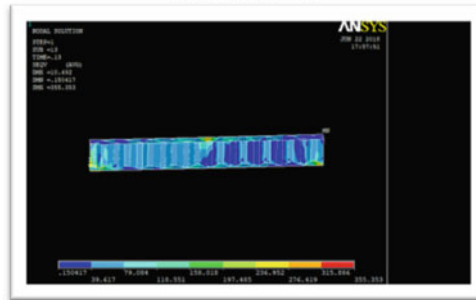 NODAL SOLUTION
STEP=1
SUB =13
TIME=.13
SEQV (AVG)
DMX =10.492
SMN =.150417
SMX =355.353
ANSYS
JUN 22 2015
17:07:51
MX
.150417 79.084 158.018 236.952 315.886
39.617 118.551 197.485 276.419 355.353